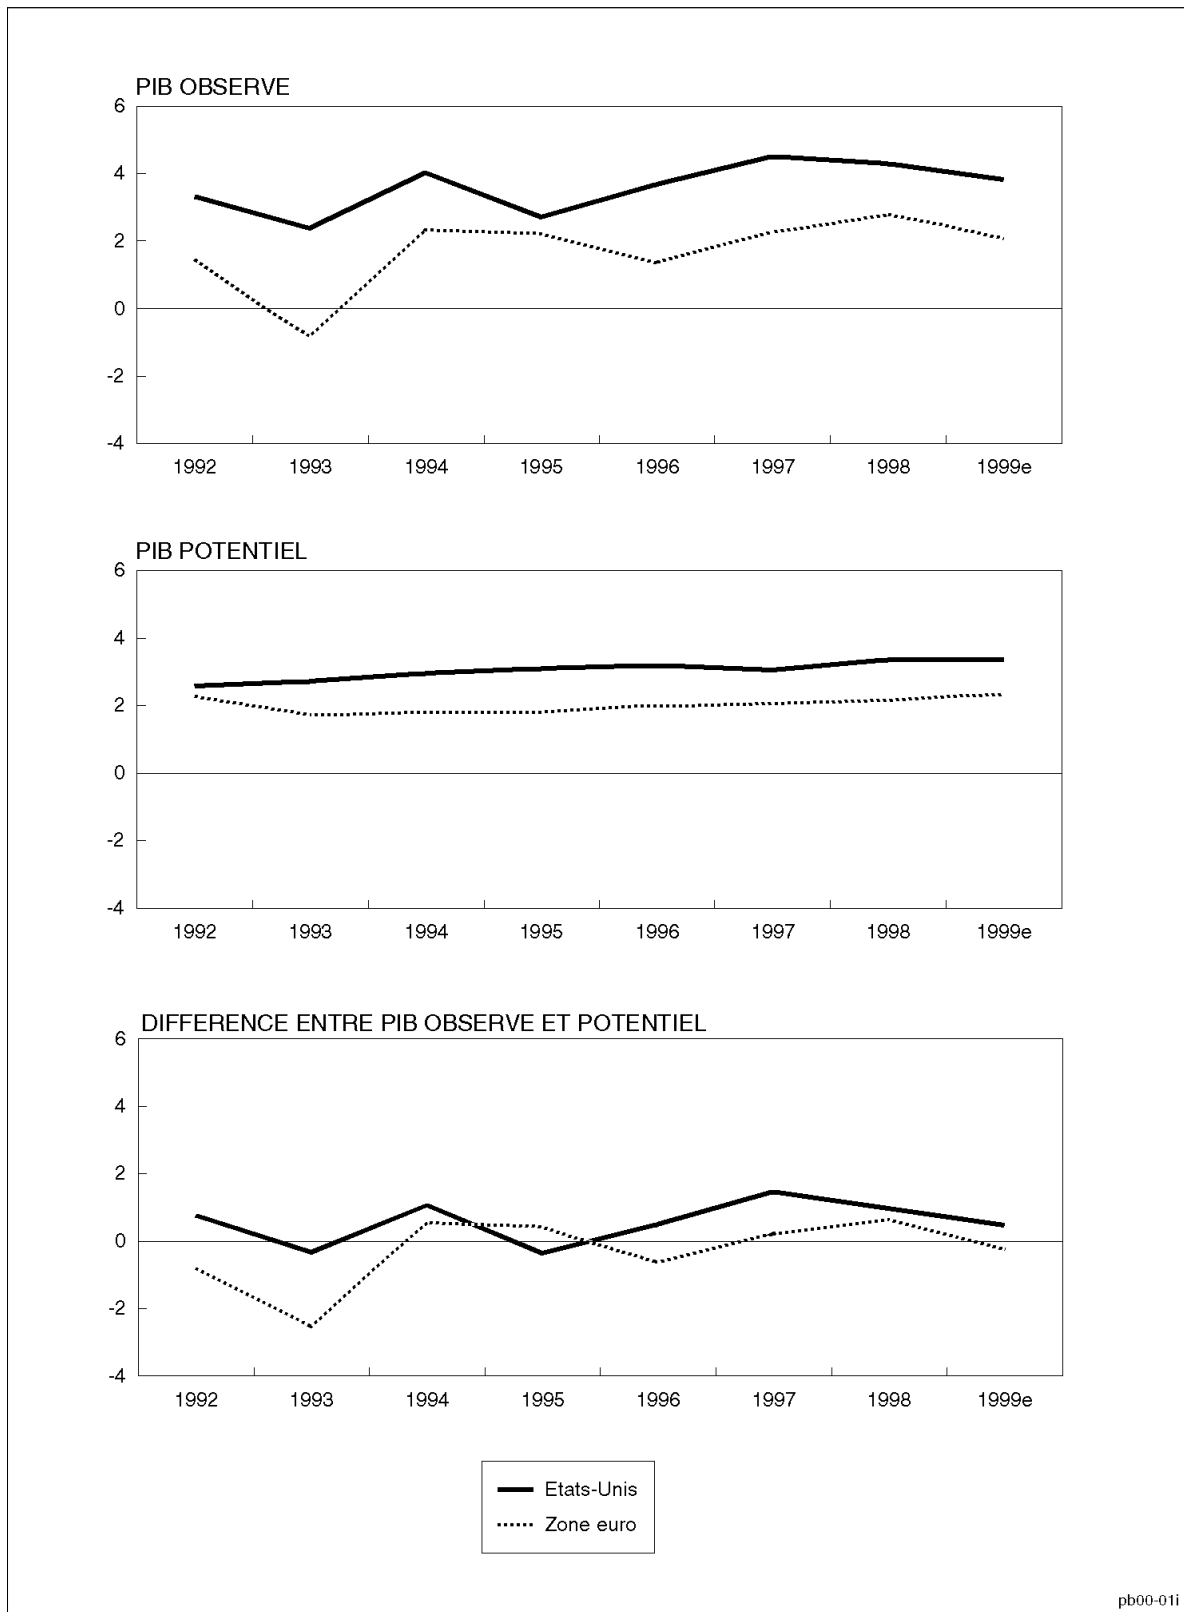 PIB OBSERVE
6
4
2
0
-2
-4
1992 1993 1994 1995 1996 1997 1998 1999e
PIB POTENTIEL
6
4
2
0
-2
-4
1992 1993 1994 1995 1996 1997 1998 1999e
DIFFERENCE ENTRE PIB OBSERVE ET POTENTIEL
6
4
2
0
-2
-4
1992 1993 1994 1995 1996 1997 1998 1999e
Etats-Unis
Zone euro
pb00-01i